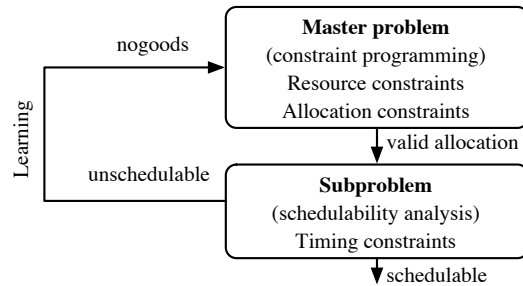 Master problem
(constraint programming)
Resource constraints
Allocation constraints
nogoods
valid allocation
Learning
unschedulable
Subproblem
(schedulability analysis)
Timing constraints
schedulable